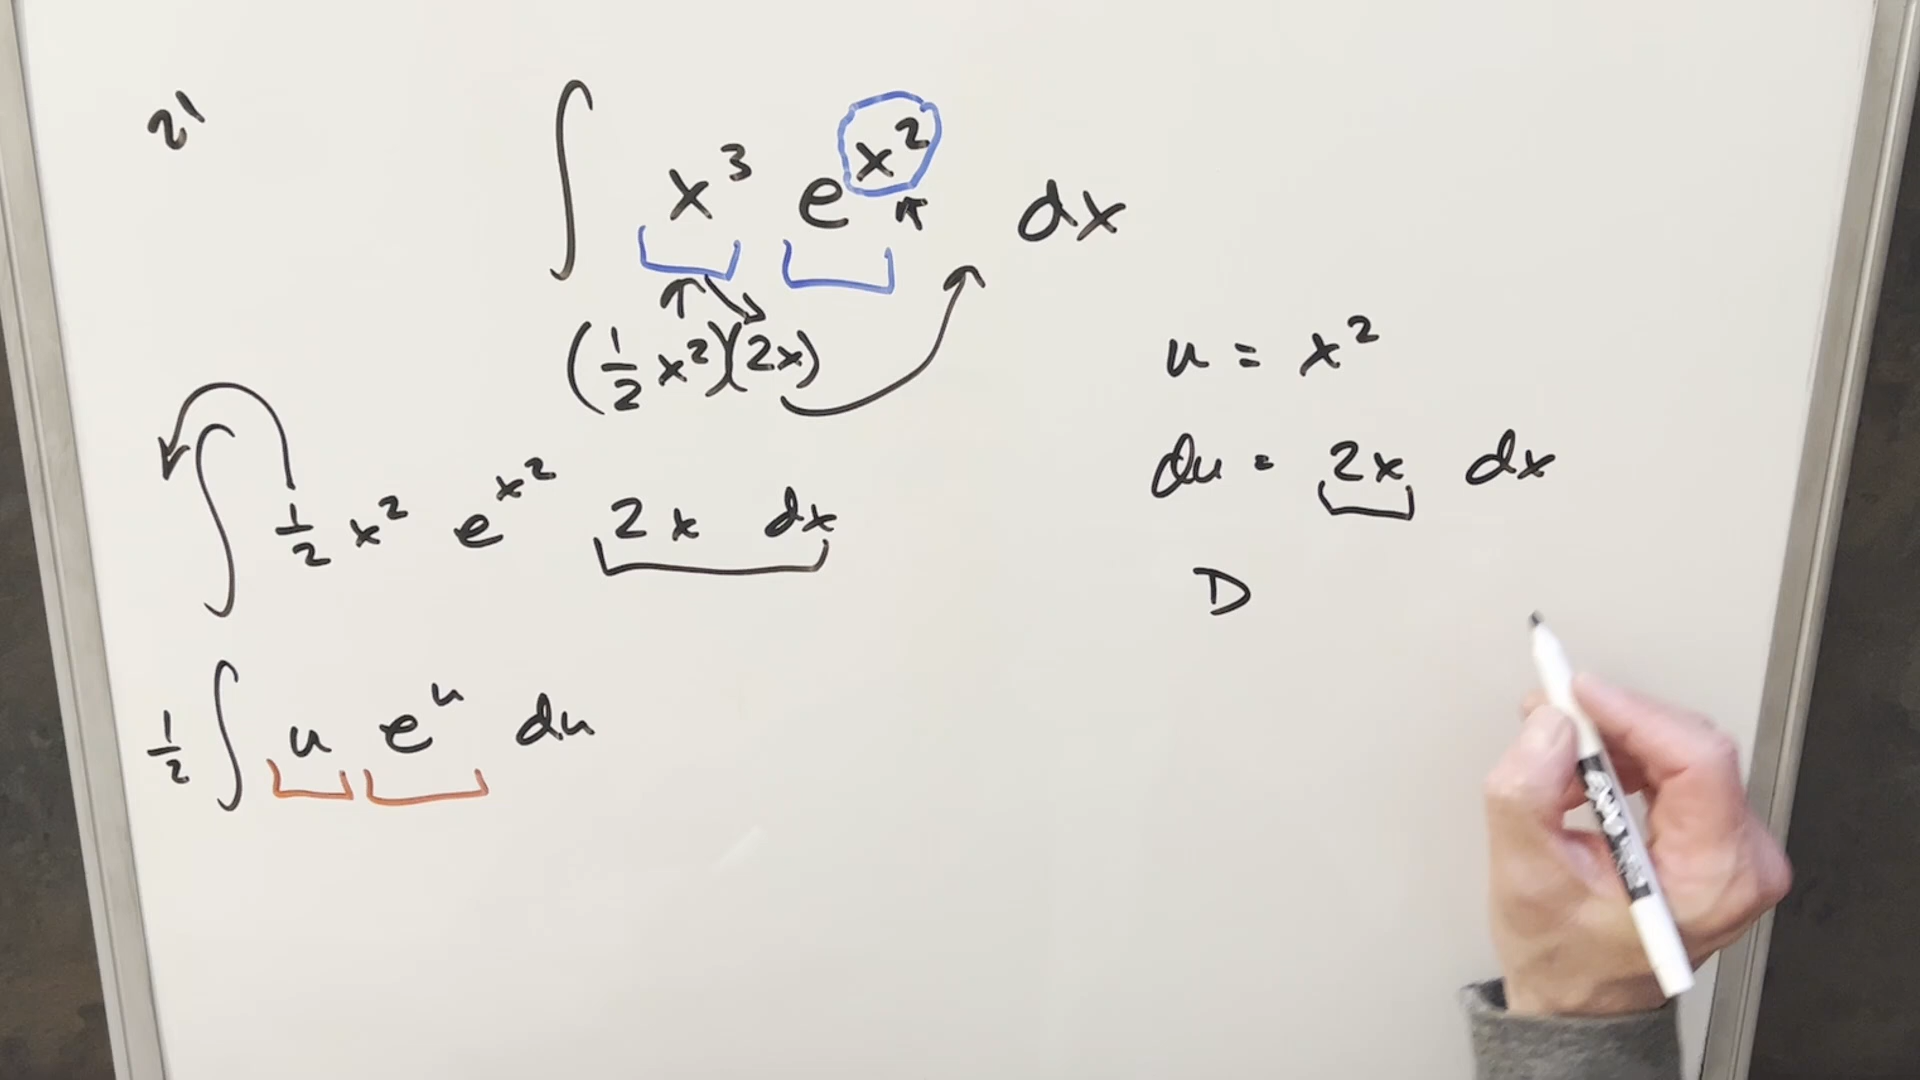 21
∫ x³ e^x² dx
(1/2 x²)(2x)
u = x²
du = 2x dx
∫ 1/2 x² e^x² 2x dx
D
1/2 ∫ u e^u du
EXPO